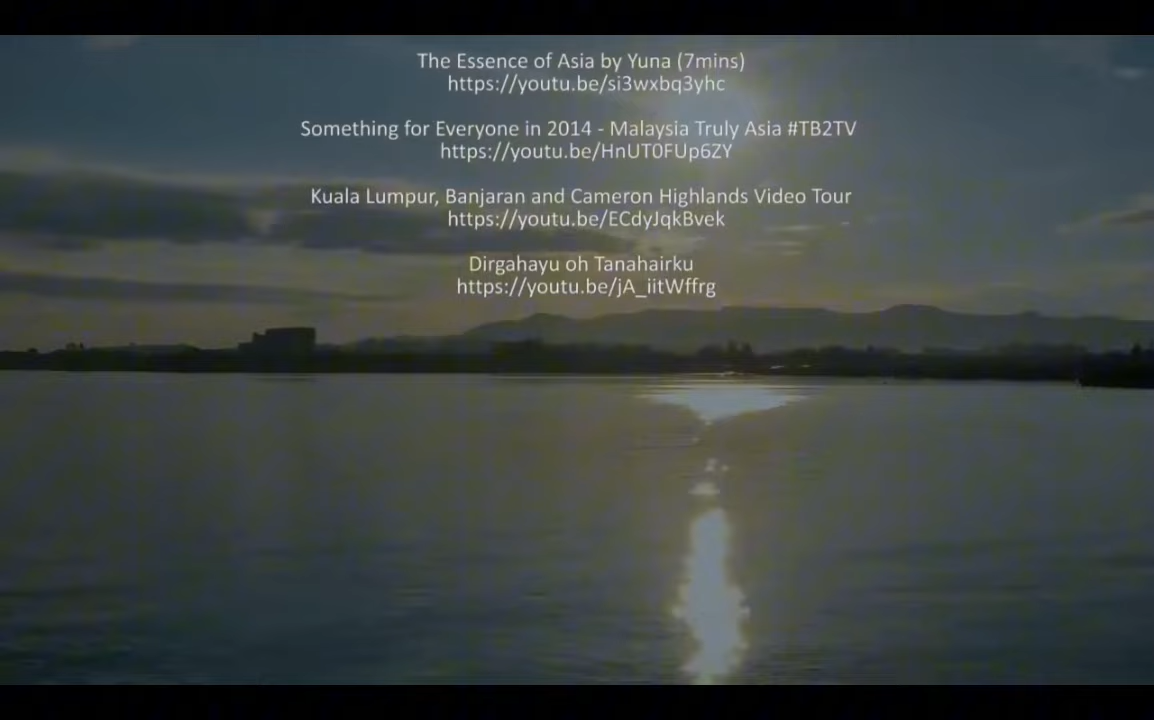 The Essence of Asia by Yuna (7mins)
https://youtu.be/si3wxbq3yhc
Something for Everyone in 2014 - Malaysia Truly Asia #TB2TV
https://youtu.be/HnUT0FUp6ZY
Kuala Lumpur, Banjaran and Cameron Highlands Video Tour
https://youtu.be/ECdyJqkBvek
Dirgahayu oh Tanahairku
https://youtu.be/jA_iitWffrg